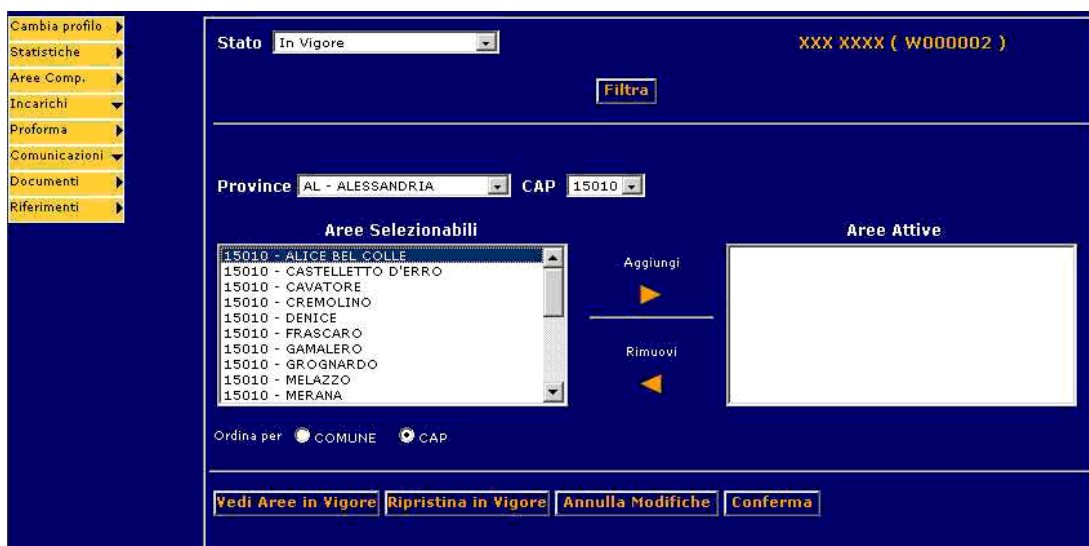 Cambia profilo
Statistiche
Aree Comp.
Incarichi
Proforma
Comunicazioni
Documenti
Riferimenti
Stato In Vigore
XXX XXXX ( W000002 )
Filtra
Province AL - ALESSANDRIA CAP 15010
Aree Selezionabili
15010 - ALICE BEL COLLE
15010 - CASTELLETTO D'ERRO
15010 - CAVATORE
15010 - CREMOLINO
15010 - DENICE
15010 - FRASCARO
15010 - GAMALERO
15010 - GROGNARDO
15010 - MELAZZO
15010 - MERANA
Aggiungi
Rimuovi
Aree Attive
Ordina per COMUNE CAP
Vedi Aree in Vigore Ripristina in Vigore Annulla Modifiche Conferma